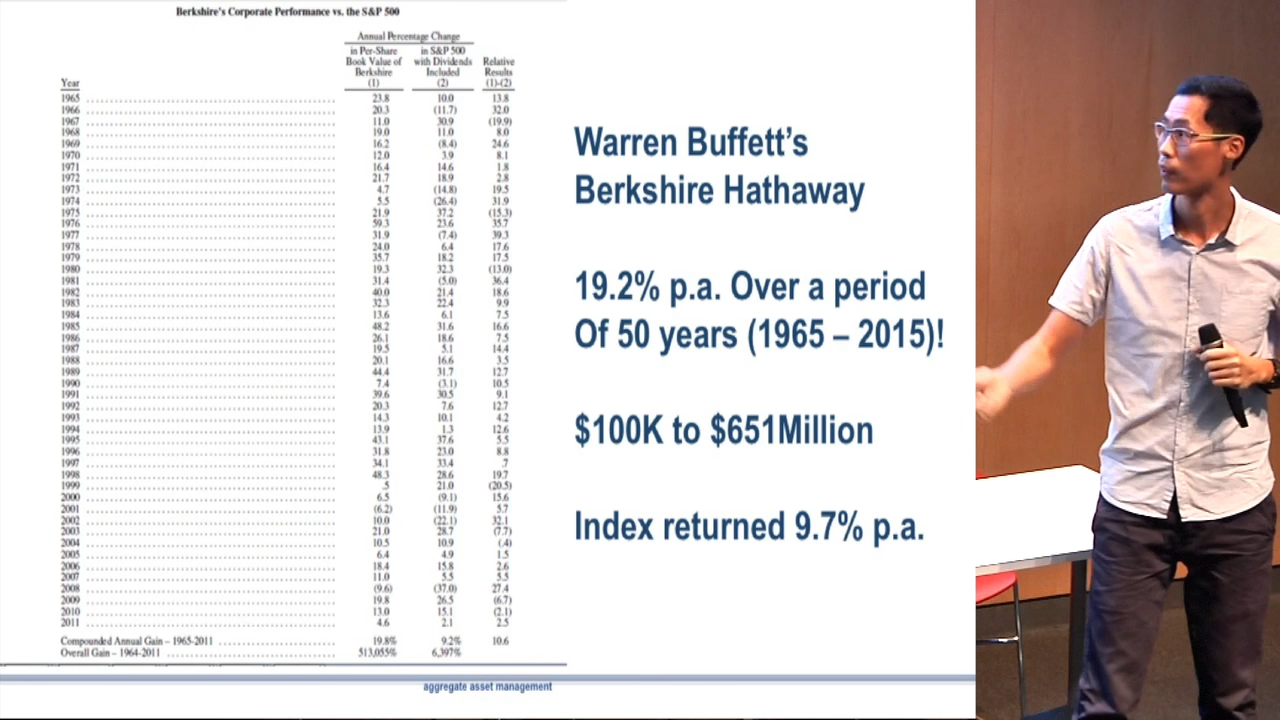 Berkshire's Corporate Performance vs. the S&P 500
Annual Percentage Change
in Per-Share
Book Value of
Berkshire
(1)
in S&P 500
with Dividends
Included
(2)
Relative
Results
(1)-(2)
Year
1965 23.8 10.0 13.8
1966 20.3 (11.7) 32.0
1967 11.0 30.9 (19.9)
1968 19.0 11.0 8.0
1969 16.2 (8.4) 24.6
1970 12.0 3.9 8.1
1971 16.4 14.6 1.8
1972 21.7 18.9 2.8
1973 4.7 (14.8) 19.5
1974 5.5 (26.4) 31.9
1975 21.9 37.2 (15.3)
1976 59.3 23.6 35.7
1977 31.9 (7.4) 39.3
1978 24.0 6.4 17.6
1979 35.7 18.2 17.5
1980 19.3 32.3 (13.0)
1981 31.4 (5.0) 36.4
1982 40.0 21.4 18.6
1983 32.3 22.4 9.9
1984 13.6 6.1 7.5
1985 48.2 31.6 16.6
1986 26.1 18.6 7.5
1987 19.5 5.1 14.4
1988 20.1 16.6 3.5
1989 44.4 31.7 12.7
1990 7.4 (3.1) 10.5
1991 39.6 30.5 9.1
1992 20.3 7.6 12.7
1993 14.3 10.1 4.2
1994 13.9 1.3 12.6
1995 43.1 37.6 5.5
1996 31.8 23.0 8.8
1997 34.1 33.4 .7
1998 48.3 28.6 19.7
1999 .5 21.0 (20.5)
2000 6.5 (9.1) 15.6
2001 (6.2) (11.9) 5.7
2002 10.0 (22.1) 32.1
2003 21.0 28.7 (7.7)
2004 10.5 10.9 (.4)
2005 6.4 4.9 1.5
2006 18.4 15.8 2.6
2007 11.0 5.5 5.5
2008 (9.6) (37.0) 27.4
2009 19.8 26.5 (6.7)
2010 13.0 15.1 (2.1)
2011 4.6 2.1 2.5
Compounded Annual Gain – 1965-2011 19.8% 9.2% 10.6
Overall Gain – 1964-2011 513,055% 6,397%
Warren Buffett's
Berkshire Hathaway
19.2% p.a. Over a period
Of 50 years (1965 – 2015)!
$100K to $651Million
Index returned 9.7% p.a.
aggregate asset management